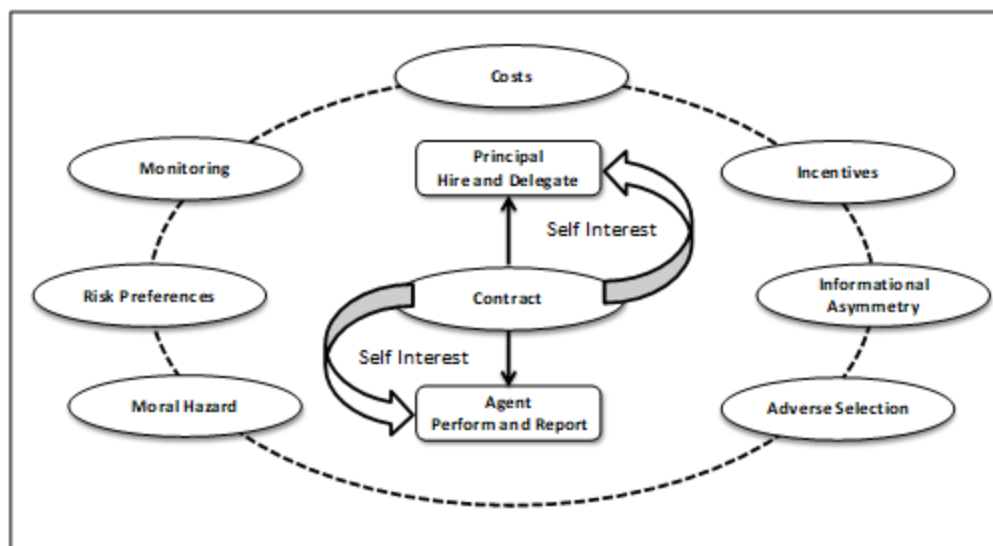 Costs
Monitoring
Principal
Hire and Delegate
Incentives
Self Interest
Risk Preferences
Contract
Informational
Asymmetry
Self Interest
Moral Hazard
Agent
Perform and Report
Adverse Selection